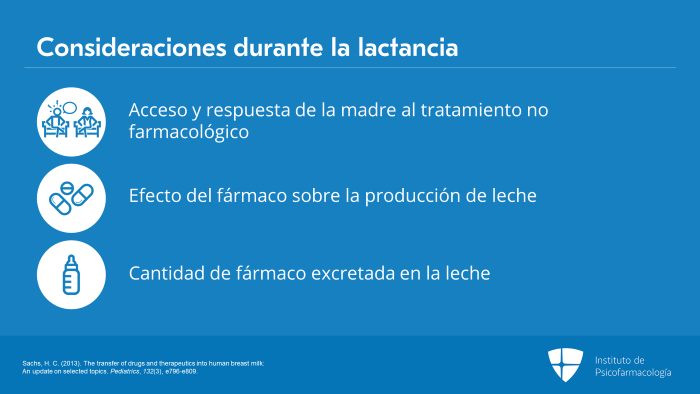 Consideraciones durante la lactancia
Acceso y respuesta de la madre al tratamiento no
farmacológico
Efecto del fármaco sobre la producción de leche
Cantidad de fármaco excretada en la leche
Sachs, H. C. (2013). The transfer of drugs and therapeutics into human breast milk:
An update on selected topics. Pediatrics, 132(3), e796-e809.
Instituto de
Psicofarmacología